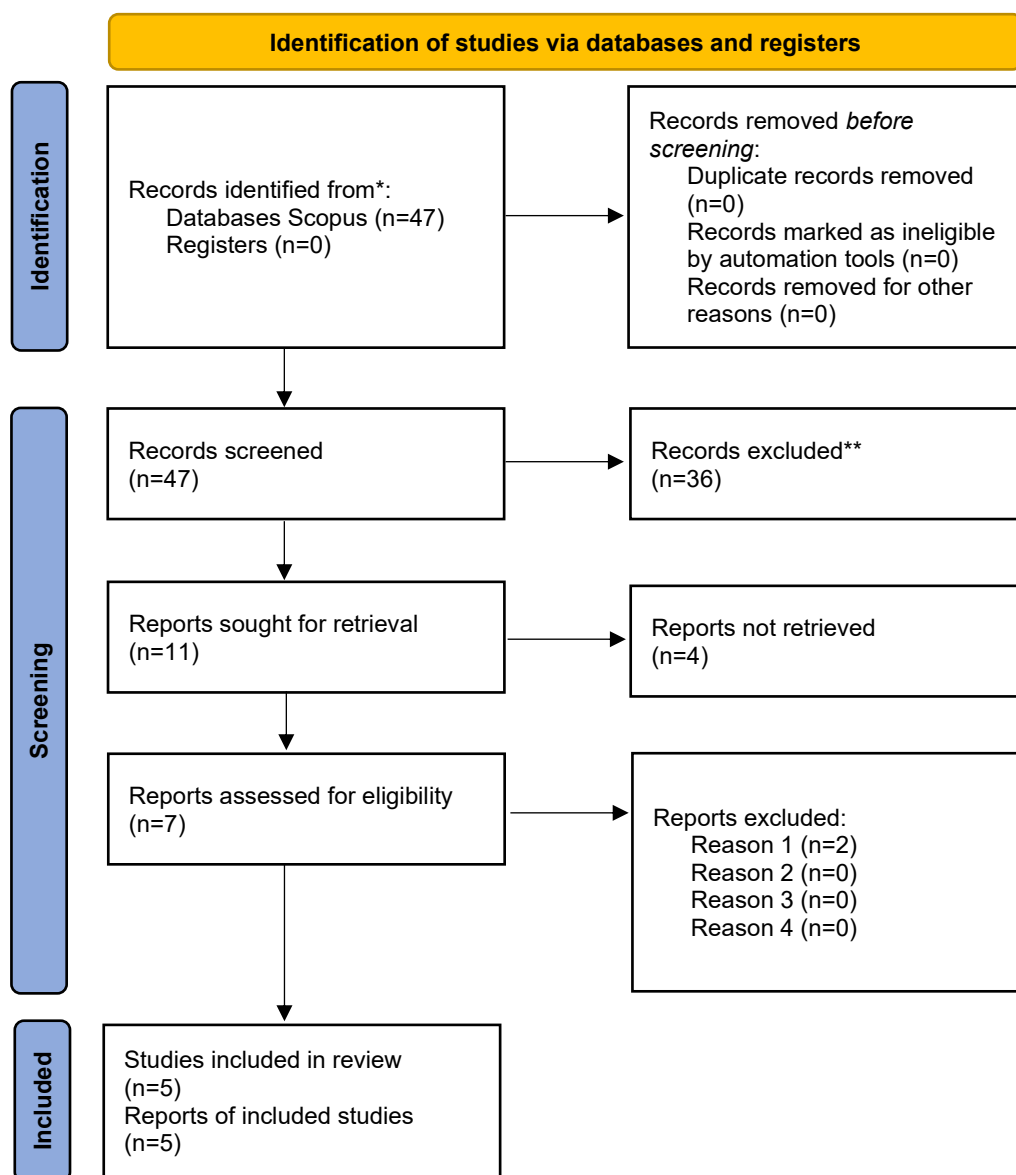 Identification of studies via databases and registers
Identification
Records identified from*:
Databases Scopus (n=47)
Registers (n=0)
Records removed before
screening:
Duplicate records removed
(n=0)
Records marked as ineligible
by automation tools (n=0)
Records removed for other
reasons (n=0)
Screening
Records screened
(n=47)
Records excluded**
(n=36)
Reports sought for retrieval
(n=11)
Reports not retrieved
(n=4)
Reports assessed for eligibility
(n=7)
Reports excluded:
Reason 1 (n=2)
Reason 2 (n=0)
Reason 3 (n=0)
Reason 4 (n=0)
Included
Studies included in review
(n=5)
Reports of included studies
(n=5)